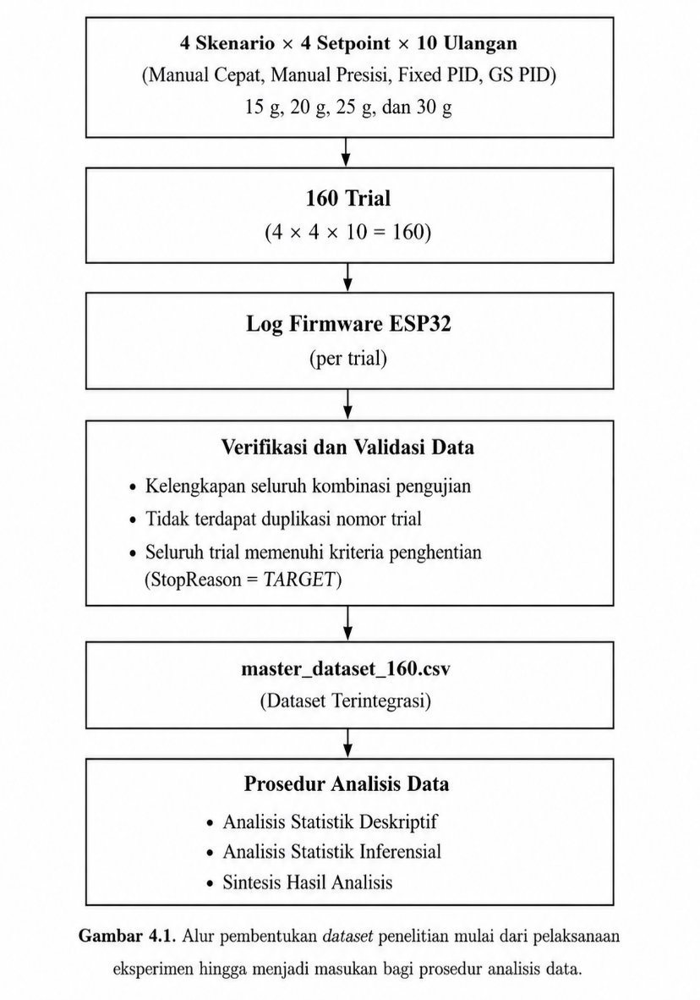 4 Skenario × 4 Setpoint × 10 Ulangan
(Manual Cepat, Manual Presisi, Fixed PID, GS PID)
15 g, 20 g, 25 g, dan 30 g
160 Trial
(4 × 4 × 10 = 160)
Log Firmware ESP32
(per trial)
Verifikasi dan Validasi Data
• Kelengkapan seluruh kombinasi pengujian
• Tidak terdapat duplikasi nomor trial
• Seluruh trial memenuhi kriteria penghentian
(StopReason = TARGET)
master_dataset_160.csv
(Dataset Terintegrasi)
Prosedur Analisis Data
• Analisis Statistik Deskriptif
• Analisis Statistik Inferensial
• Sintesis Hasil Analisis
Gambar 4.1. Alur pembentukan dataset penelitian mulai dari pelaksanaan
eksperimen hingga menjadi masukan bagi prosedur analisis data.